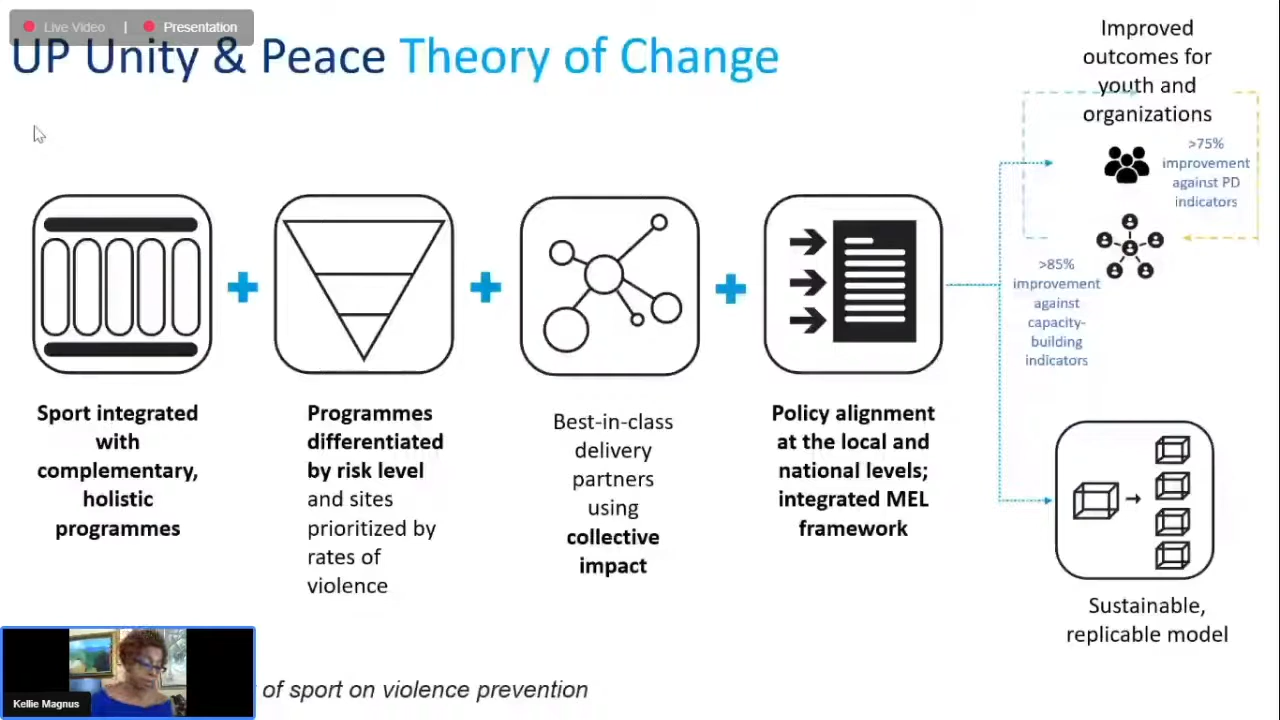 Live Video | Presentation
UP Unity & Peace Theory of Change
Sport integrated
with
complementary,
holistic
programmes
Programmes
differentiated
by risk level
and sites
prioritized by
rates of
violence
Best-in-class
delivery
partners
using
collective
impact
Policy alignment
at the local and
national levels;
integrated MEL
framework
Improved
outcomes for
youth and
organizations
>75%
improvement
against PD
indicators
>85%
improvement
against
capacity-
building
indicators
Sustainable,
replicable model
Kellie Magnus
of sport on violence prevention